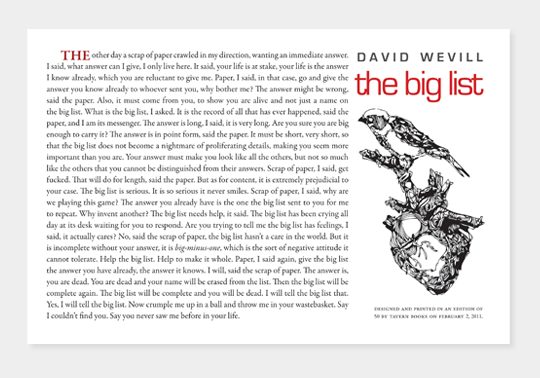 THE other day a scrap of paper crawled in my direction, wanting an immediate answer.
I said, what answer can I give, I only live here. It said, your life is at stake, your life is the answer
I know already, which you are reluctant to give me. Paper, I said, in that case, go and give the
answer you know already to whoever sent you, why bother me? The answer might be wrong,
said the paper. Also, it must come from you, to show you are alive and not just a name on
the big list. What is the big list, I asked. It is the record of all that has ever happened, said the
paper, and I am its messenger. The answer is long, I said, it is very long. Are you sure you are big
enough to carry it? The answer is in point form, said the paper. It must be short, very short, so
that the big list does not become a nightmare of proliferating details, making you seem more
important than you are. Your answer must make you look like all the others, but not so much
like the others that you cannot be distinguished from their answers. Scrap of paper, I said, get
fucked. That will do for length, said the paper. But as for content, it is extremely prejudicial to
your case. The big list is serious. It is so serious it never smiles. Scrap of paper, I said, why are
we playing this game? The answer you already have is the one the big list sent to you for me
to repeat. Why invent another? The big list needs help, it said. The big list has been crying all
day at its desk waiting for you to respond. Are you trying to tell me the big list has feelings, I
said, it actually cares? No, said the scrap of paper, the big list hasn't a care in the world. But it
is incomplete without your answer, it is big-minus-one, which is the sort of negative attitude it
cannot tolerate. Help the big list. Help to make it whole. Paper, I said again, give the big list
the answer you have already, the answer it knows. I will, said the scrap of paper. The answer is,
you are dead. You are dead and your name will be erased from the list. Then the big list will be
complete again. The big list will be complete and you will be dead. I will tell the big list that.
Yes, I will tell the big list. Now crumple me up in a ball and throw me in your wastebasket. Say
I couldn't find you. Say you never saw me before in your life.
DAVID WEVILL
the big list
DESIGNED AND PRINTED IN AN EDITION OF
50 BY TAVERN BOOKS ON FEBRUARY 2, 2011.